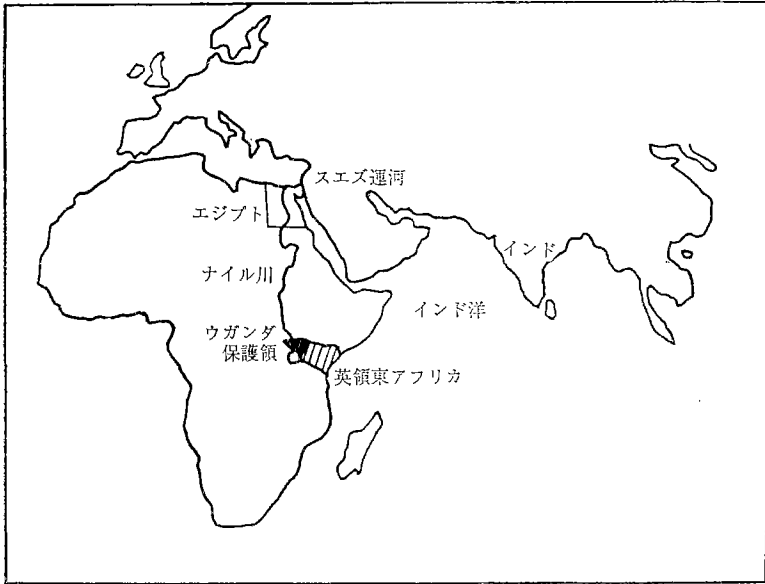 スエズ運河
エジプト
インド
ナイル川
インド洋
ウガンダ
保護領
英領東アフリカ